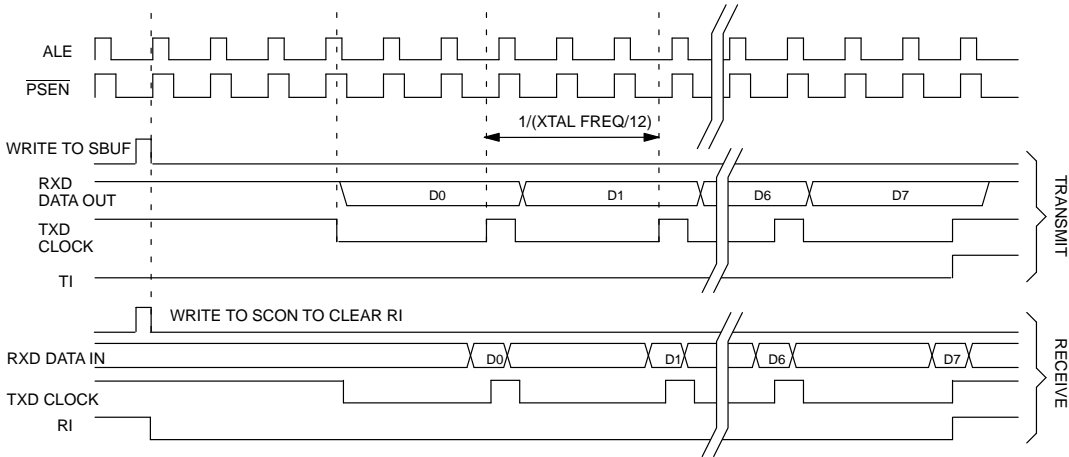 ALE
PSEN
1/(XTAL FREQ/12)
WRITE TO SBUF
RXD
DATA OUT
D0
D1
D6
D7
TXD
CLOCK
TI
TRANSMIT
WRITE TO SCON TO CLEAR RI
RXD DATA IN
D0
D1
D6
D7
TXD CLOCK
RI
RECEIVE